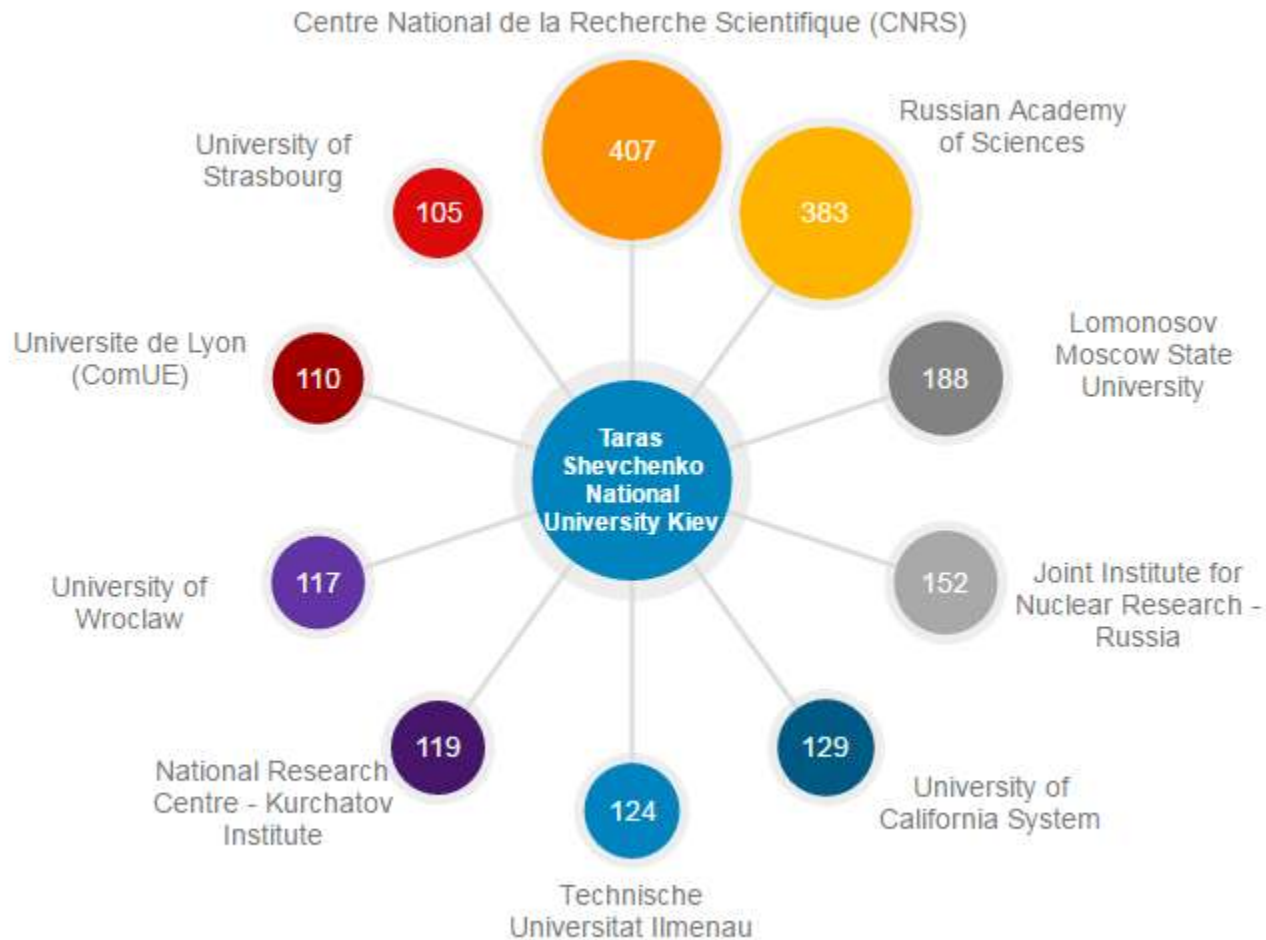 Centre National de la Recherche Scientifique (CNRS)
407
Russian Academy
of Sciences
383
Lomonosov
Moscow State
University
188
Joint Institute for
Nuclear Research -
Russia
152
University of
California System
129
Technische
Universitat Ilmenau
124
National Research
Centre - Kurchatov
Institute
119
University of
Wroclaw
117
Universite de Lyon
(ComUE)
110
University of
Strasbourg
105
Taras
Shevchenko
National
University Kiev